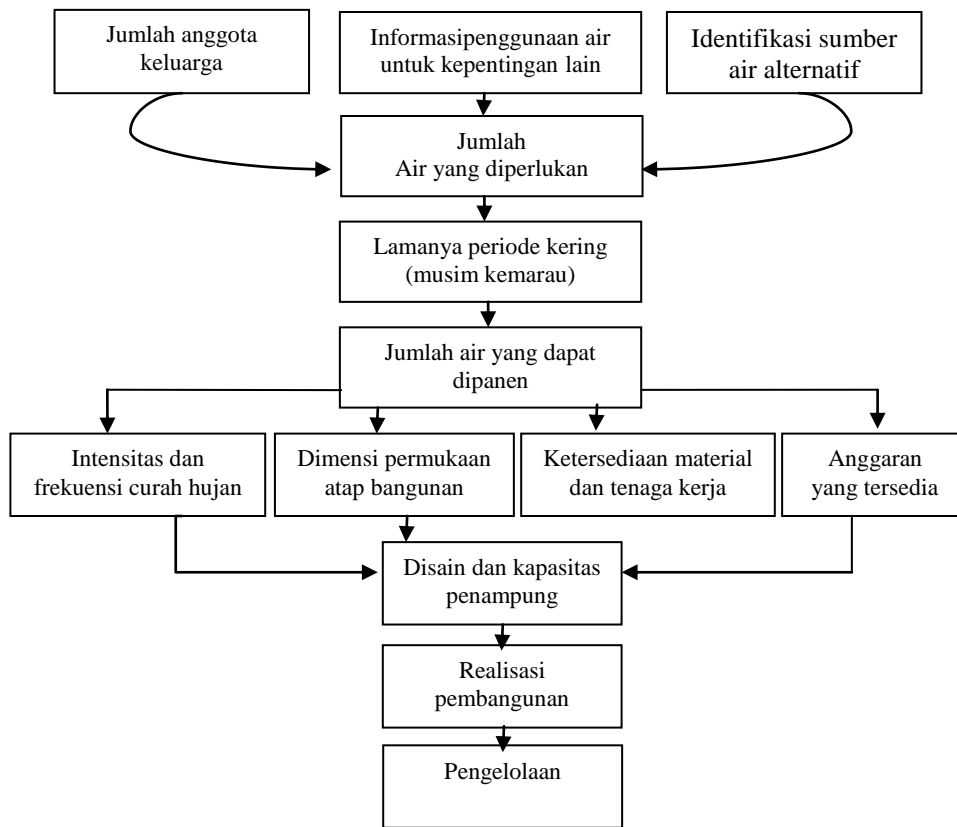 Jumlah anggota
keluarga
Informasipenggunaan air
untuk kepentingan lain
Identifikasi sumber
air alternatif
Jumlah
Air yang diperlukan
Lamanya periode kering
(musim kemarau)
Jumlah air yang dapat
dipanen
Intensitas dan
frekuensi curah hujan
Dimensi permukaan
atap bangunan
Ketersediaan material
dan tenaga kerja
Anggaran
yang tersedia
Disain dan kapasitas
penampung
Realisasi
pembangunan
Pengelolaan